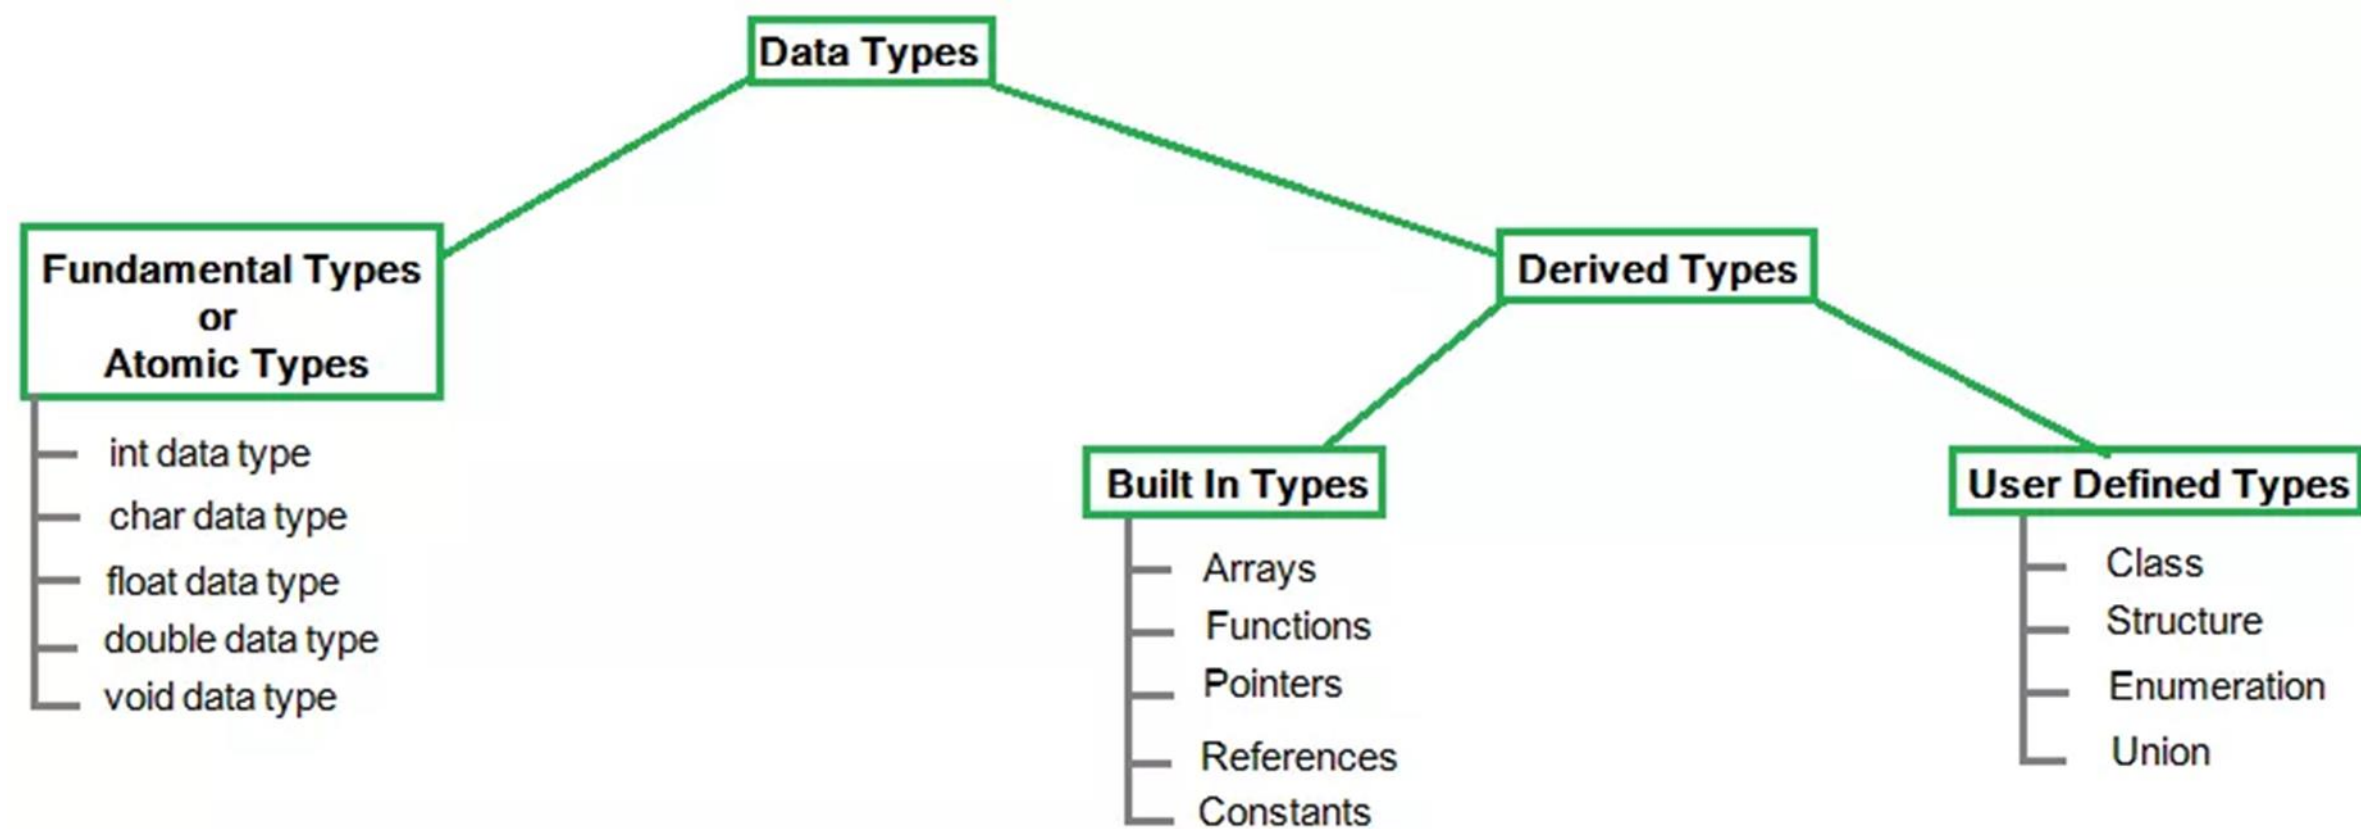 Data Types
Fundamental Types
or
Atomic Types
int data type
char data type
float data type
double data type
void data type
Derived Types
Built In Types
Arrays
Functions
Pointers
References
Constants
User Defined Types
Class
Structure
Enumeration
Union